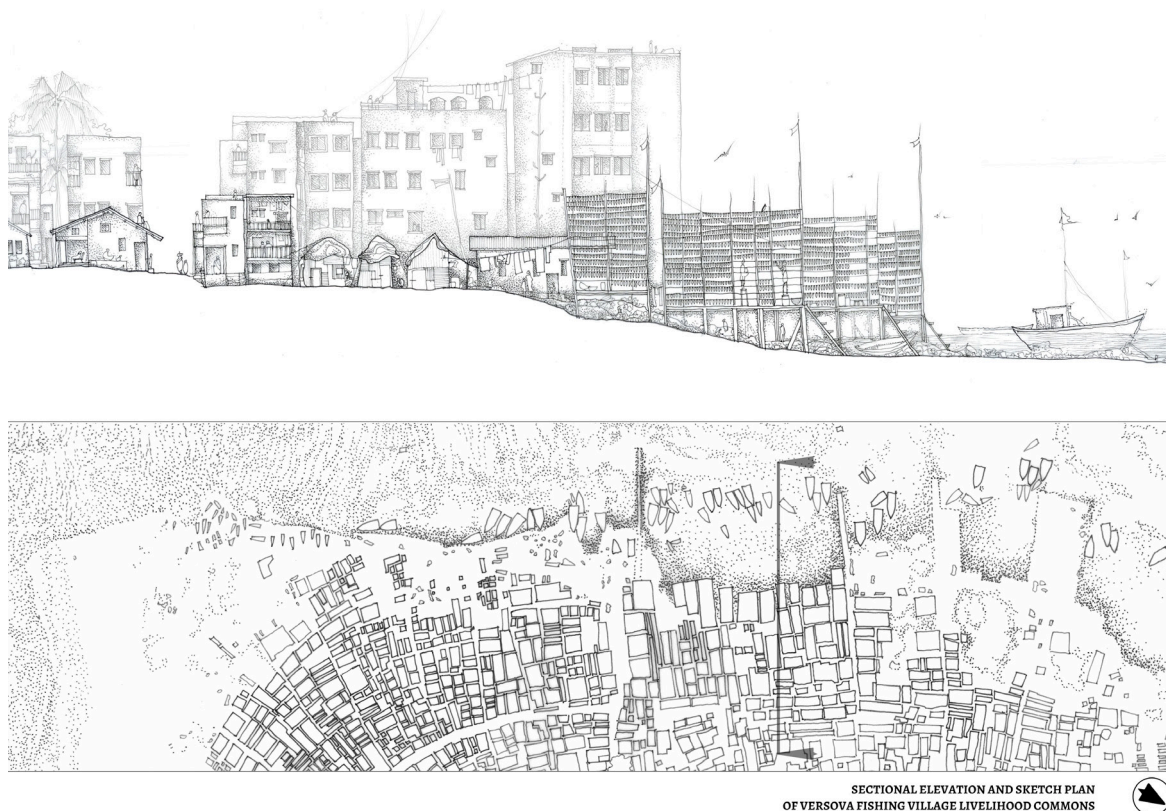 SECTIONAL ELEVATION AND SKETCH PLAN
OF VERSOVA FISHING VILLAGE LIVELIHOOD COMMONS